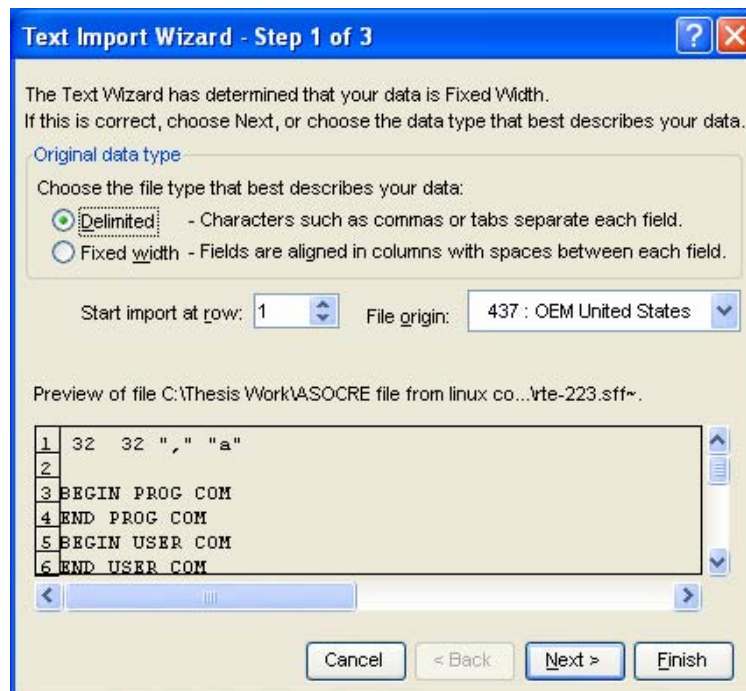 Text Import Wizard - Step 1 of 3
The Text Wizard has determined that your data is Fixed Width.
If this is correct, choose Next, or choose the data type that best describes your data.
Original data type
Choose the file type that best describes your data:
Delimited - Characters such as commas or tabs separate each field.
Fixed width - Fields are aligned in columns with spaces between each field.
Start import at row: 1 File origin: 437 : OEM United States
Preview of file C:\Thesis Work\ASOCRE file from linux co...\rte-223.sff~.
1 32 32 "," "a"
2
3 BEGIN PROG COM
4 END PROG COM
5 BEGIN USER COM
6 END USER COM
Cancel < Back Next > Finish